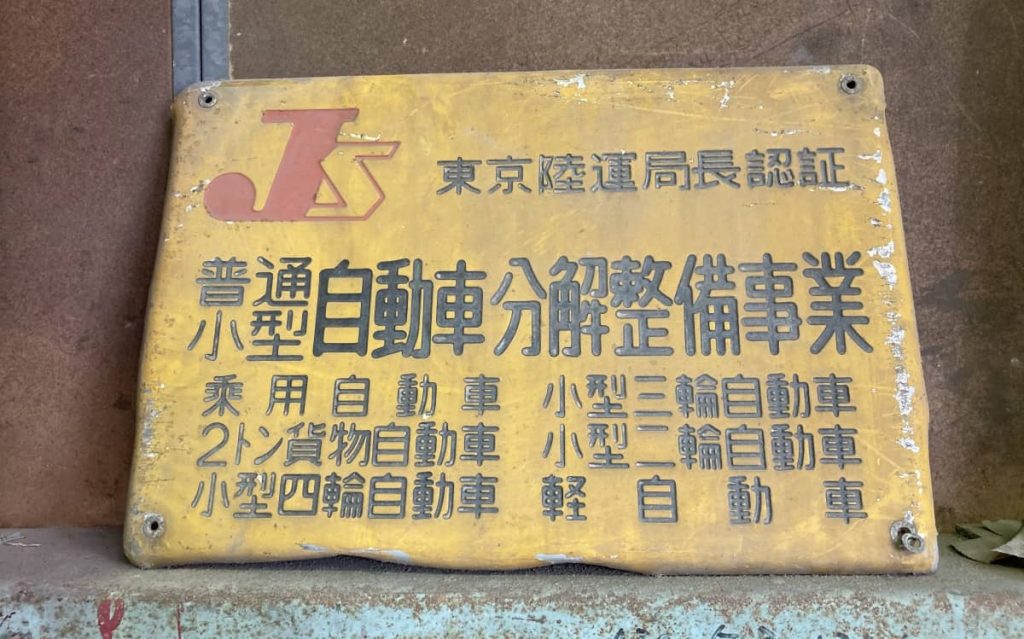 JS
東京陸運局長認証
普通
小型
自動車分解整備事業
乗用自動車 小型三輪自動車
2トン貨物自動車 小型二輪自動車
小型四輪自動車 軽自動車